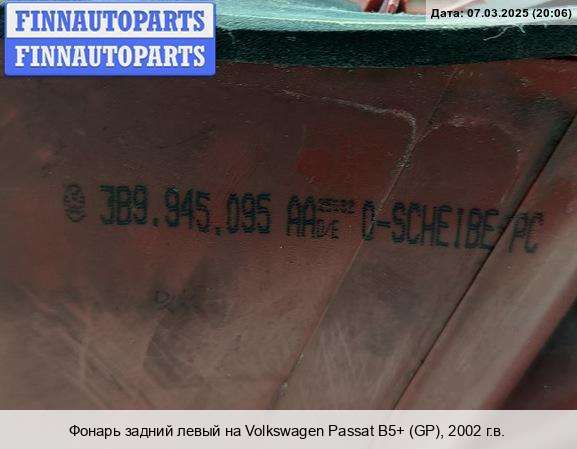 FINNAUTOPARTS
FINNAUTOPARTS
Дата: 07.03.2025 (20:06)
3B9.945.095 AA D/E O-SCHEIBE PC
Фонарь задний левый на Volkswagen Passat B5+ (GP), 2002 г.в.